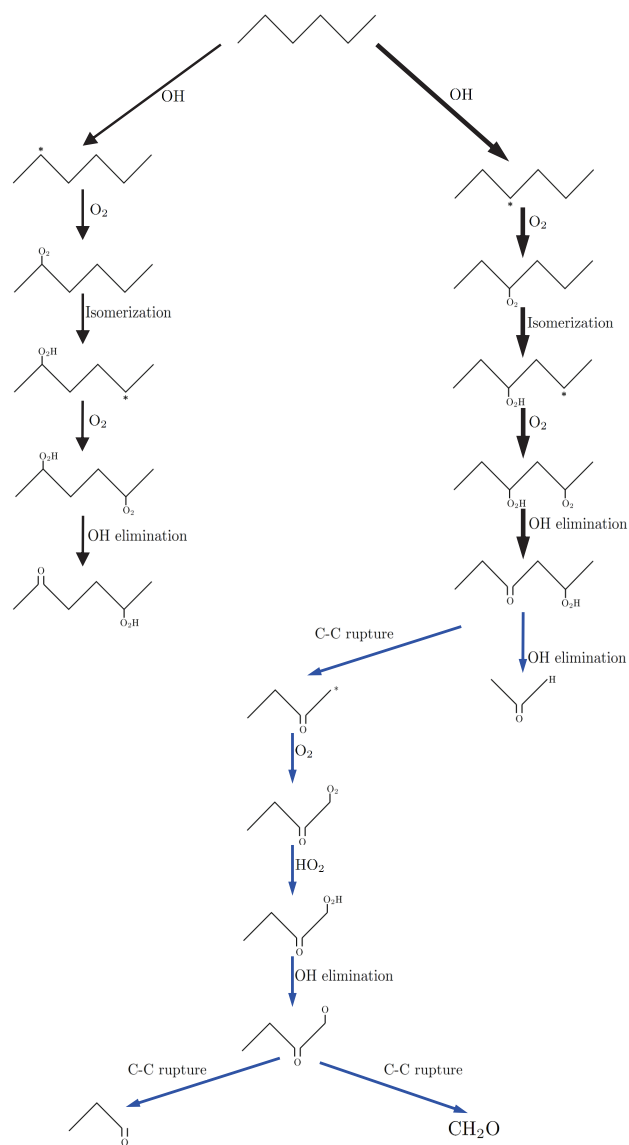 OH
OH
*
*
O₂
O₂
O₂
O₂
Isomerization
Isomerization
O₂H
*
O₂H
*
O₂
O₂
O₂H
O₂
O₂H
O₂
OH elimination
OH elimination
O
O₂H
O
O₂H
C-C rupture
OH elimination
H
O
*
O
O₂
O₂
O
HO₂
O₂H
O
OH elimination
O
O
C-C rupture
C-C rupture
O
CH₂O